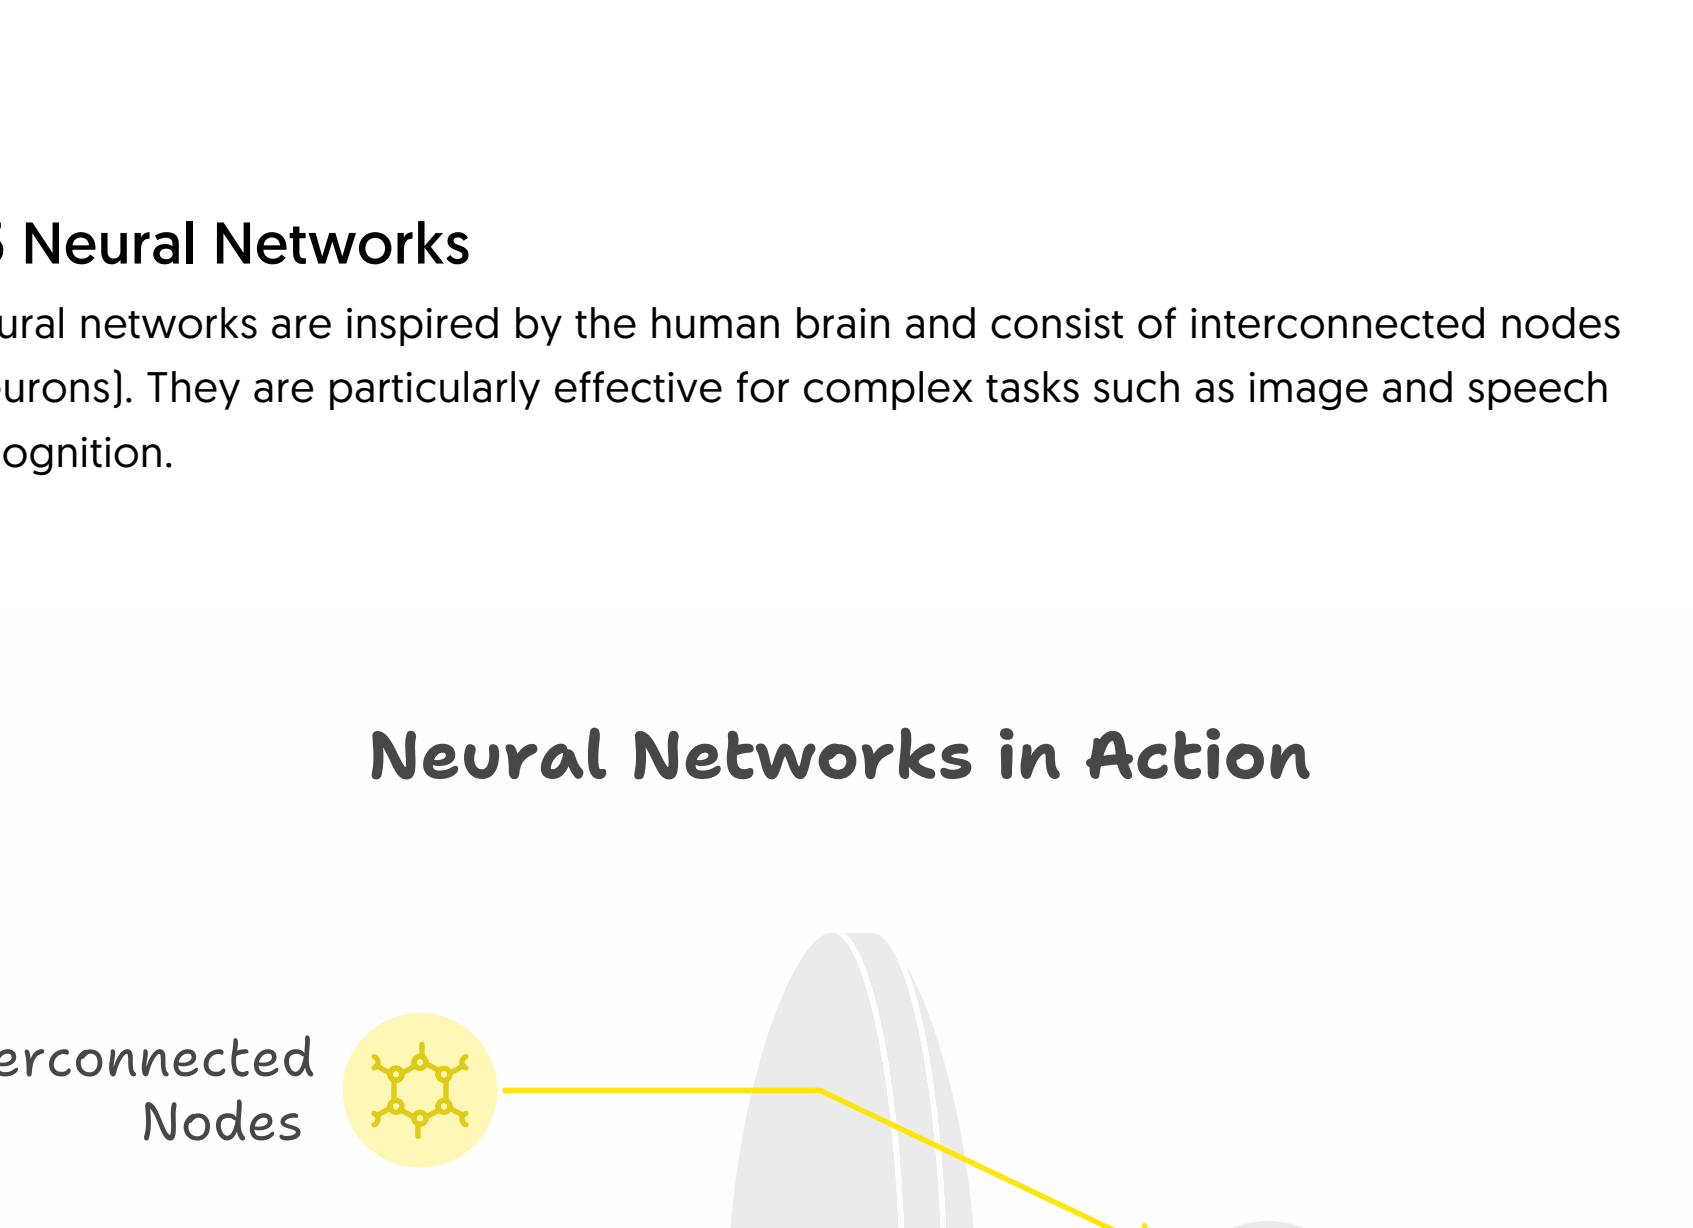 Neural Networks
ural networks are inspired by the human brain and consist of interconnected nodes
urons). They are particularly effective for complex tasks such as image and speech
ognition.
Neural Networks in Action
erconnected
Nodes